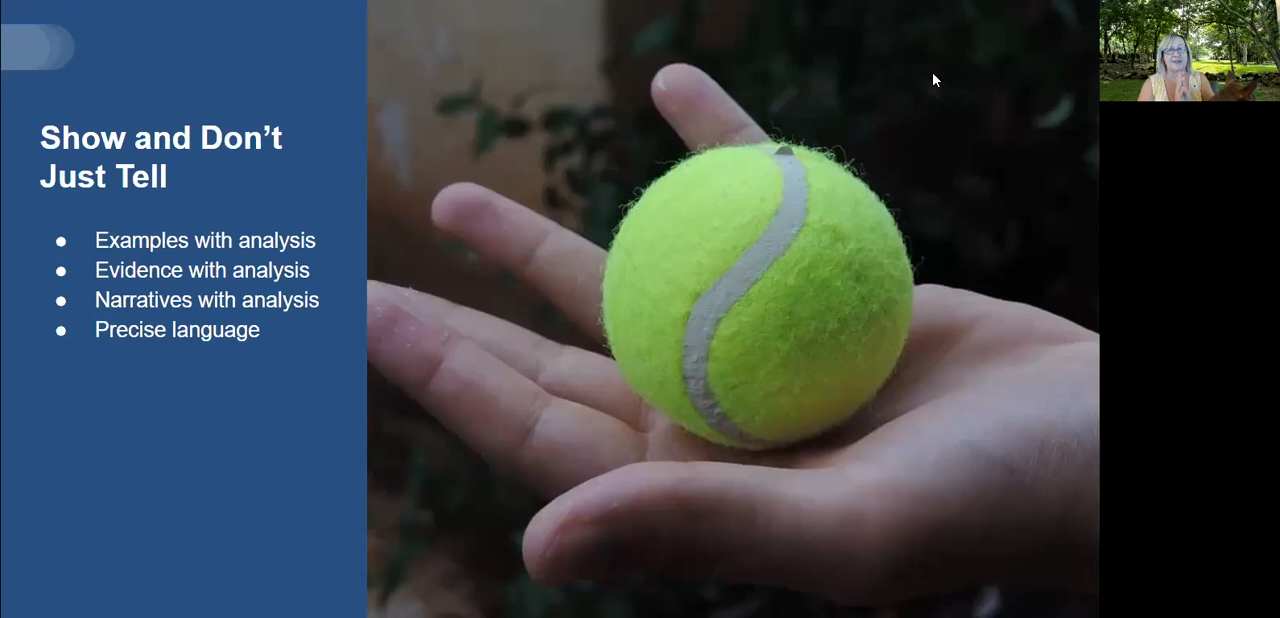 Show and Don’t
Just Tell
● Examples with analysis
● Evidence with analysis
● Narratives with analysis
● Precise language